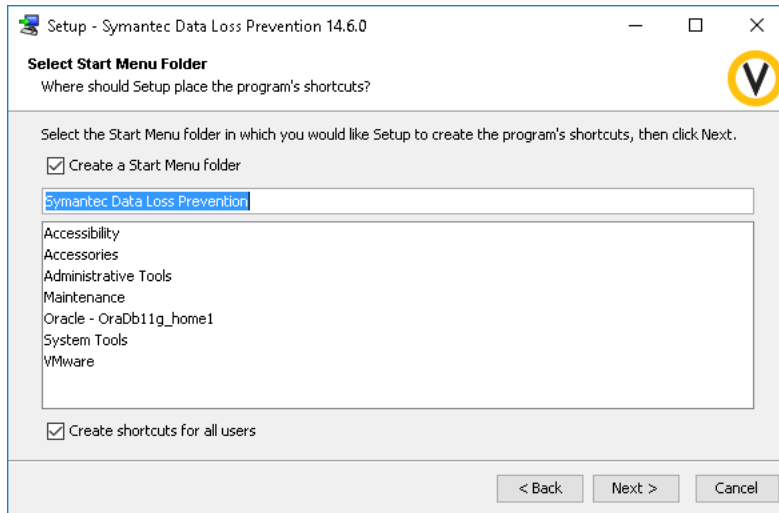 Setup - Symantec Data Loss Prevention 14.6.0
Select Start Menu Folder
Where should Setup place the program's shortcuts?
V
Select the Start Menu folder in which you would like Setup to create the program's shortcuts, then click Next.
Create a Start Menu folder
Symantec Data Loss Prevention
Accessibility
Accessories
Administrative Tools
Maintenance
Oracle - OraDb11g_home1
System Tools
VMware
Create shortcuts for all users
< Back Next > Cancel